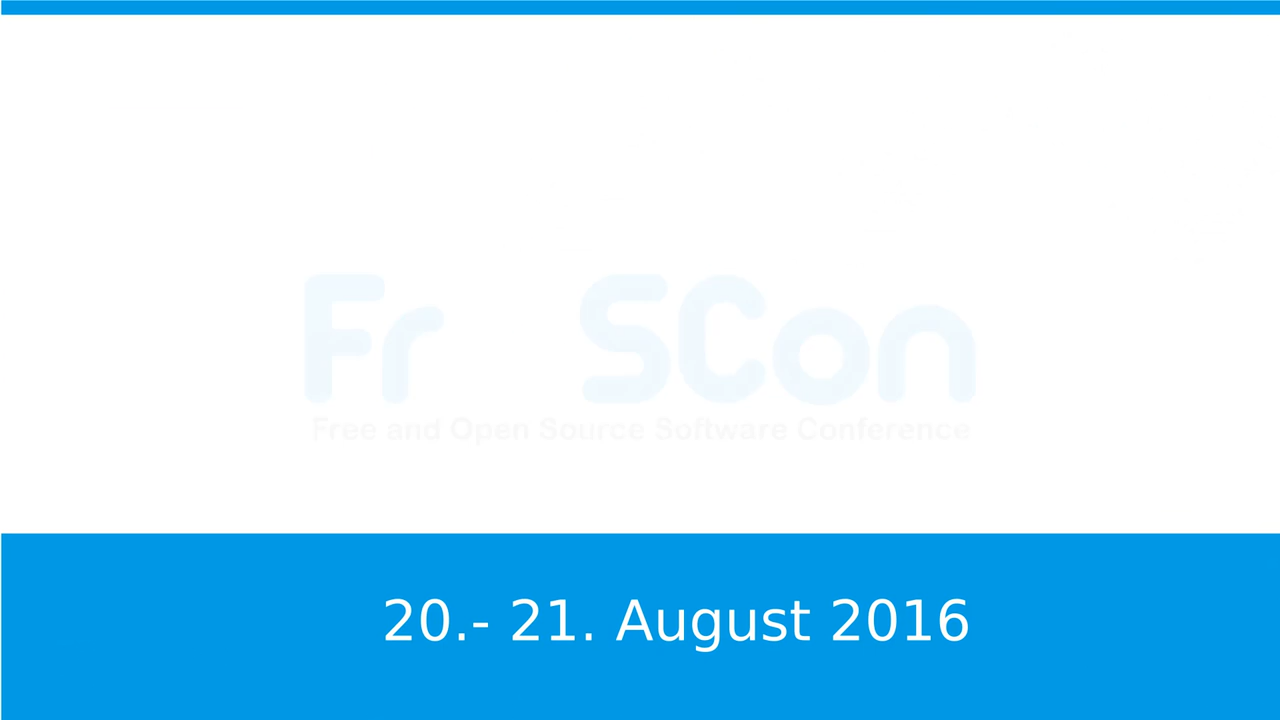 Fr SCon
Free and Open Source Software Conference
20.- 21. August 2016